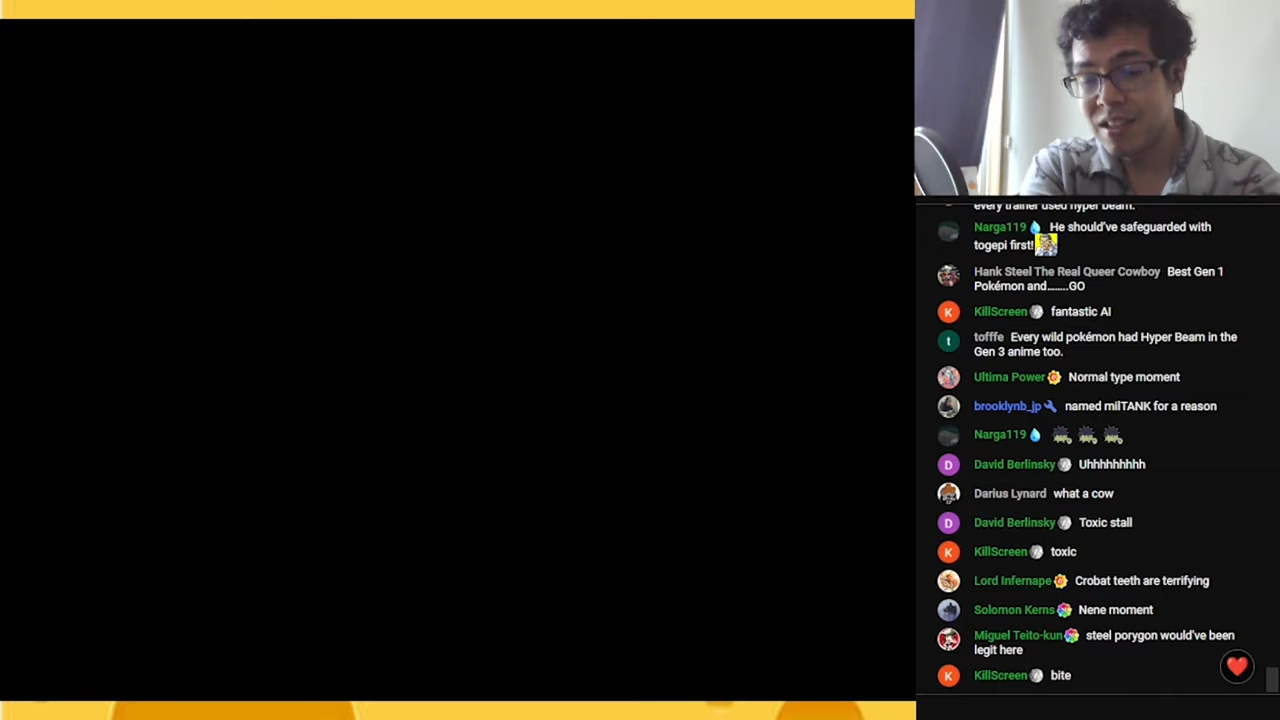 every trainer used hyper beam.
Narga119 He should've safeguarded with
togepi first!
Hank Steel The Real Queer Cowboy Best Gen 1
Pokémon and........GO
K KillScreen fantastic AI
t tofffe Every wild pokémon had Hyper Beam in the
Gen 3 anime too.
Ultima Power Normal type moment
brooklynb_jp named milTANK for a reason
Narga119
D David Berlinsky Uhhhhhhhhh
Darius Lynard what a cow
D David Berlinsky Toxic stall
K KillScreen toxic
Lord Infernape Crobat teeth are terrifying
Solomon Kerns Nene moment
Miguel Teito-kun steel porygon would've been
legit here
K KillScreen bite